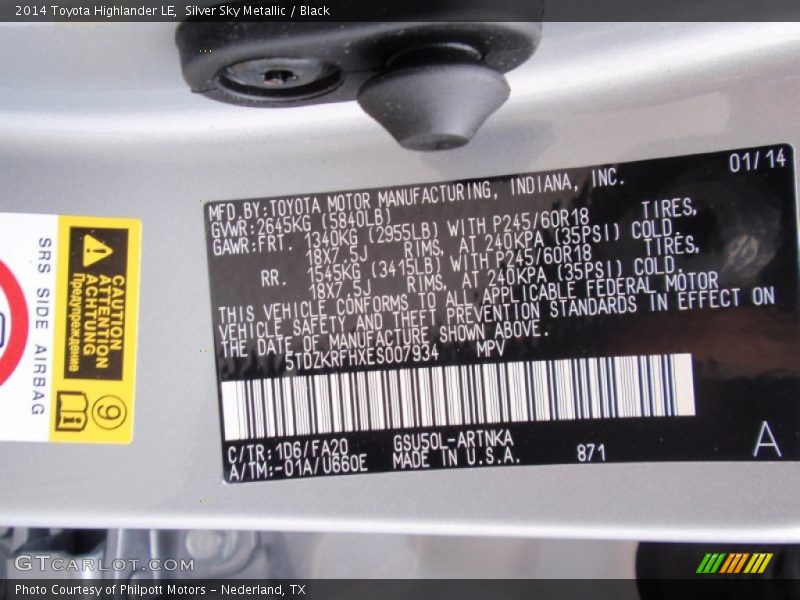 2014 Toyota Highlander LE,  Silver Sky Metallic / Black
MFD.BY:TOYOTA MOTOR MANUFACTURING, INDIANA, INC. 01/14
GVWR:2645KG (5840LB)
GAWR:FRT. 1340KG (2955LB) WITH P245/60R18 TIRES,
18X7.5J RIMS, AT 240KPA (35PSI) COLD.
RR. 1545KG (3415LB) WITH P245/60R18 TIRES,
18X7.5J RIMS, AT 240KPA (35PSI) COLD.
THIS VEHICLE CONFORMS TO ALL APPLICABLE FEDERAL MOTOR
VEHICLE SAFETY AND THEFT PREVENTION STANDARDS IN EFFECT ON
THE DATE OF MANUFACTURE SHOWN ABOVE.
5TDZKRFHXES007934 MPV
C/TR:1D6/FA20 GSU50L-ARTNKA
A/TM:-01A/U660E MADE IN U.S.A. 871 A
CAUTION
ATTENTION
ACHTUNG
Предупреждение
SRS SIDE AIRBAG
9
GTCARLOT.COM
Photo Courtesy of Philpott Motors - Nederland, TX